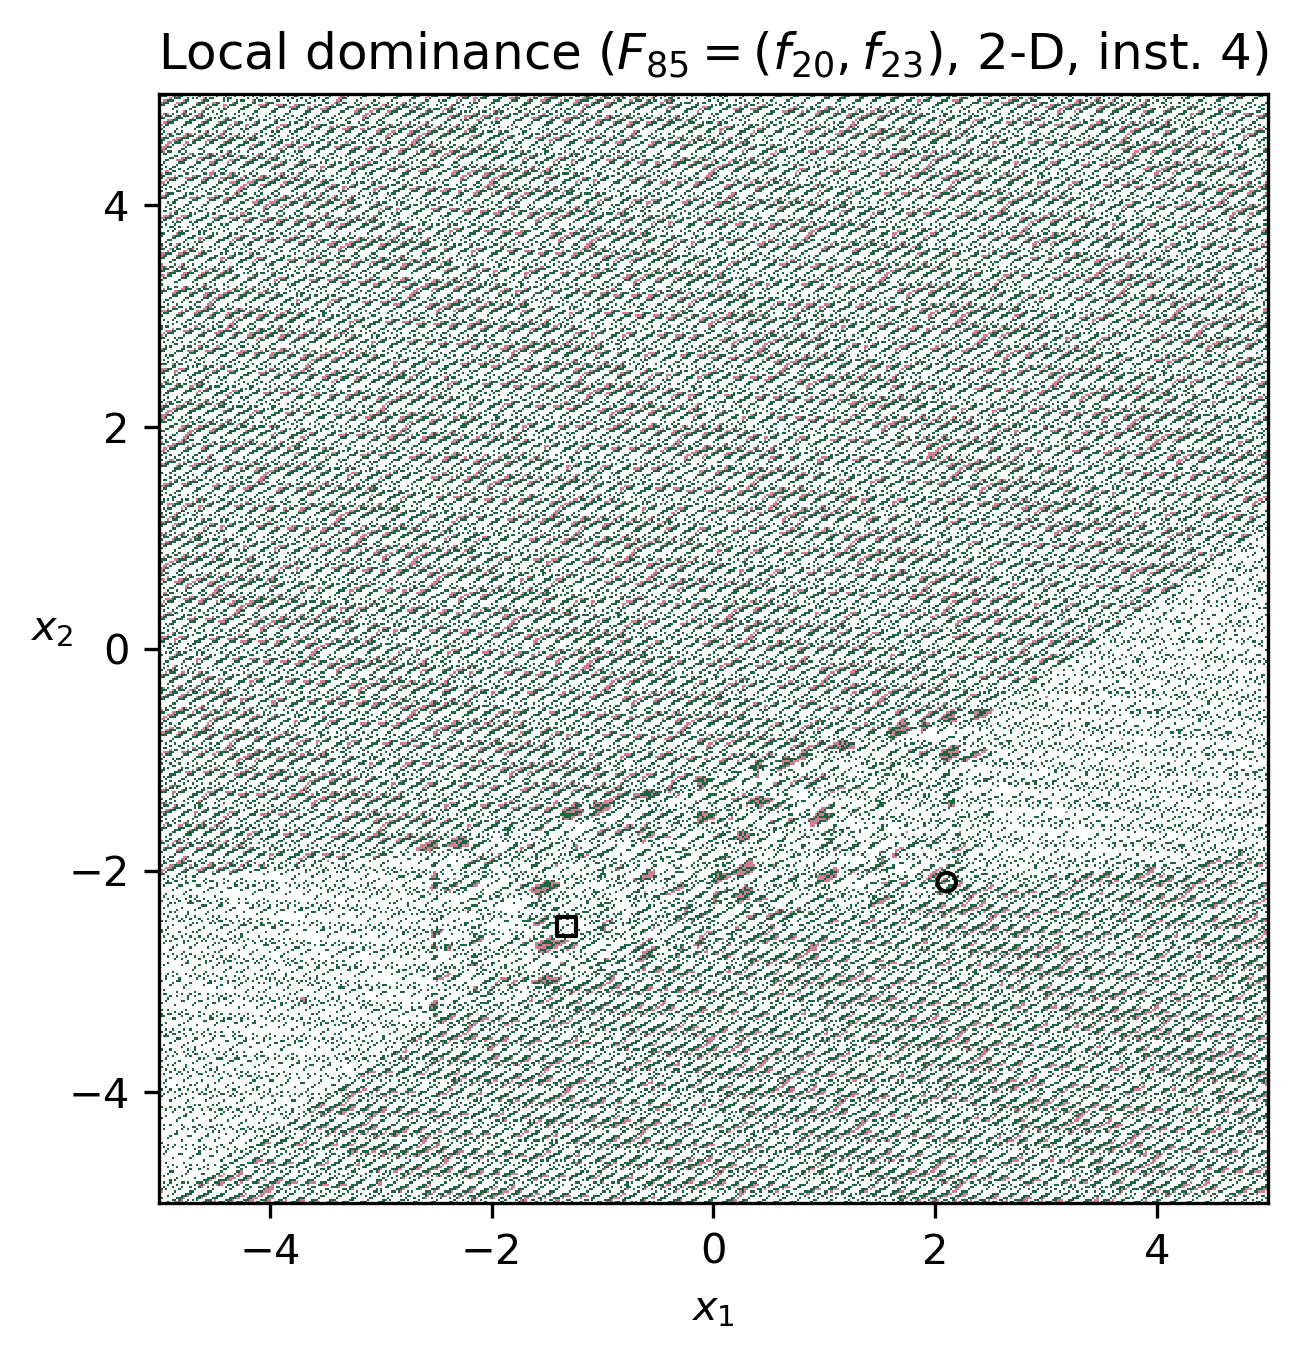 Local dominance (F₈₅ = (f₂₀, f₂₃), 2-D, inst. 4)
4
2
x₂
0
−2
−4
−4 −2 0 2 4
x₁